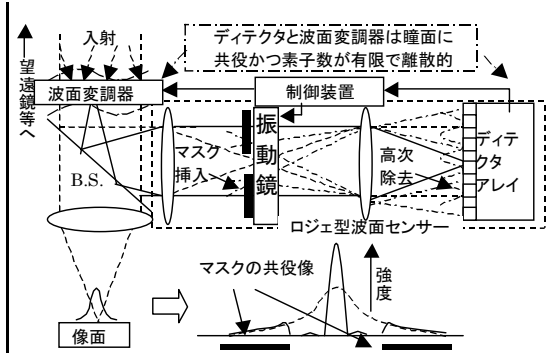 入射
ディテクタと波面変調器は瞳面に
共役かつ素子数が有限で離散的
望遠鏡等へ
波面変調器
制御装置
マスク
挿入
振動鏡
高次
除去
ディ
テク
タ
アレイ
B.S.
ロジェ型波面センサー
マスクの共役像
強度
像面